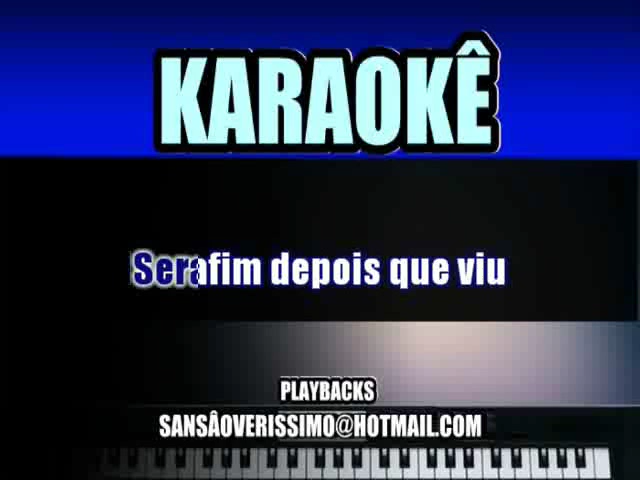 KARAOKÊ
Serafim depois que viu
PLAYBACKS
SANSÂOVERISSIMO@HOTMAIL.COM